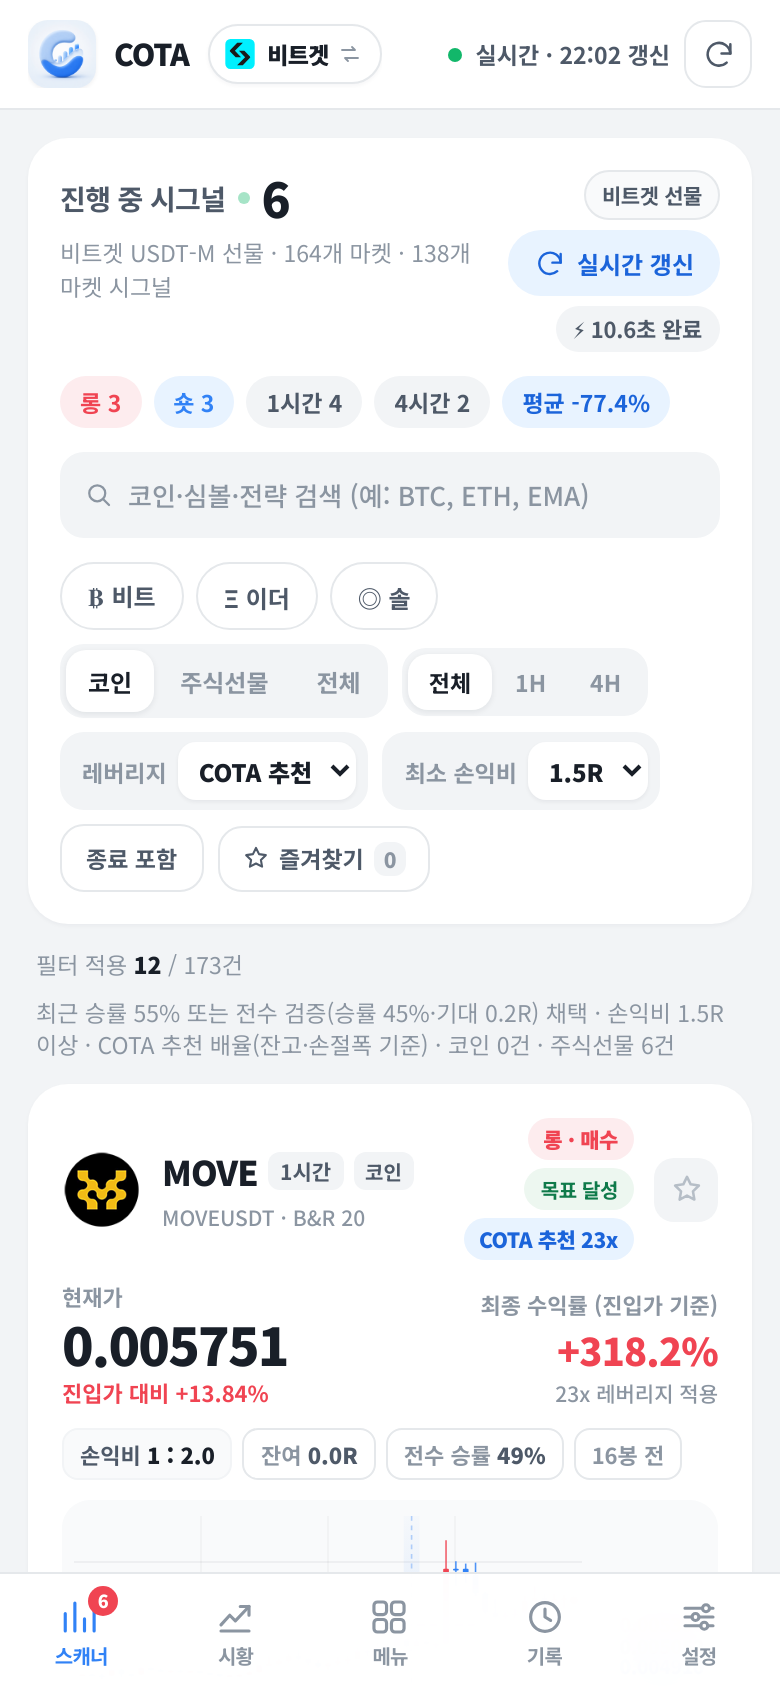 COTA
비트겟
실시간 · 22:02 갱신
진행 중 시그널 6
비트겟 선물
비트겟 USDT-M 선물 · 164개 마켓 · 138개
마켓 시그널
실시간 갱신
⚡ 10.6초 완료
롱 3
숏 3
1시간 4
4시간 2
평균 -77.4%
코인·심볼·전략 검색 (예: BTC, ETH, EMA)
₿ 비트
Ξ 이더
◎ 솔
코인
주식선물
전체
전체
1H
4H
레버리지 COTA 추천
최소 손익비 1.5R
종료 포함
즐겨찾기 0
필터 적용 12 / 173건
최근 승률 55% 또는 전수 검증(승률 45%·기대 0.2R) 채택 · 손익비 1.5R
이상 · COTA 추천 배율(잔고·손절폭 기준) · 코인 0건 · 주식선물 6건
MOVE 1시간 코인
MOVEUSDT · B&R 20
롱 · 매수
목표 달성
COTA 추천 23x
현재가
0.005751
진입가 대비 +13.84%
최종 수익률 (진입가 기준)
+318.2%
23x 레버리지 적용
손익비 1 : 2.0
잔여 0.0R
전수 승률 49%
16봉 전
6
스캐너
시황
메뉴
기록
설정